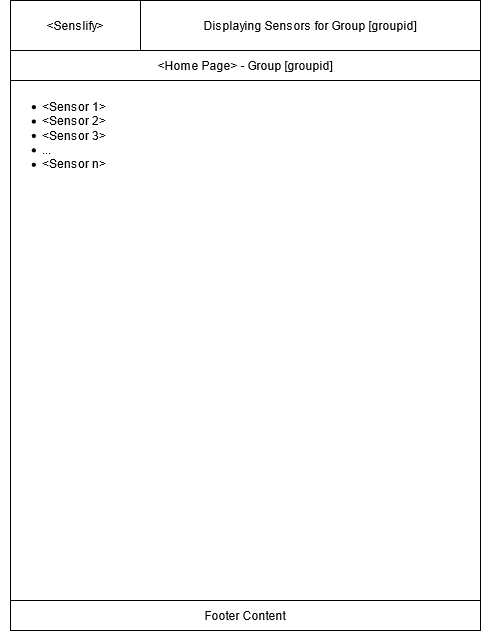 <Senslify>
Displaying Sensors for Group [groupid]
<Home Page> - Group [groupid]
• <Sensor 1>
• <Sensor 2>
• <Sensor 3>
• ...
• <Sensor n>
Footer Content